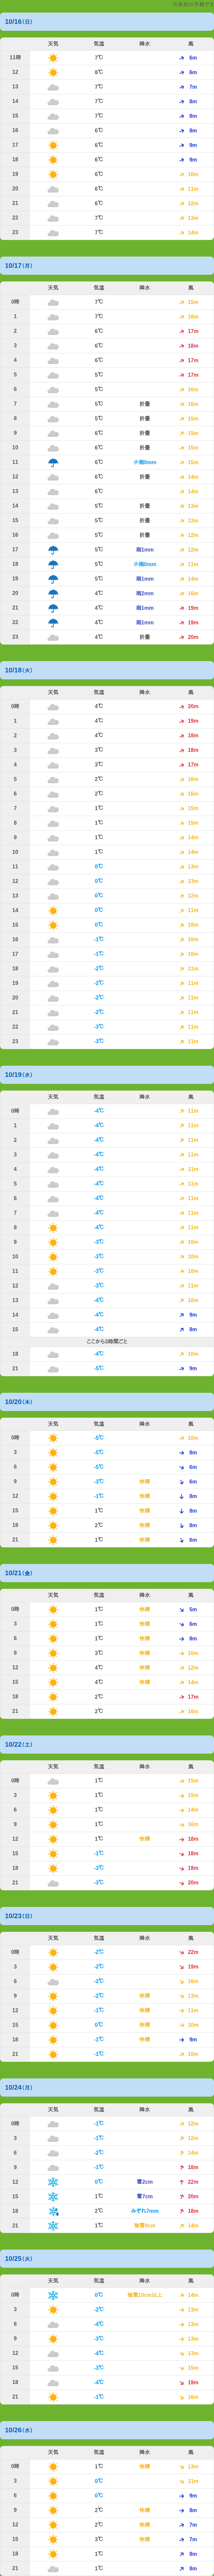 ※金曲の予報です
10/16(日)
天気 気温 降水 風
11時 7℃ 6m
12 8℃ 6m
13 7℃ 7m
14 7℃ 8m
15 7℃ 8m
16 6℃ 8m
17 6℃ 9m
18 6℃ 9m
19 6℃ 10m
20 6℃ 11m
21 6℃ 12m
22 7℃ 13m
23 7℃ 14m
10/17(月)
天気 気温 降水 風
0時 7℃ 15m
1 7℃ 16m
2 6℃ 17m
3 6℃ 18m
4 6℃ 17m
5 5℃ 17m
6 5℃ 16m
7 5℃ 折畳 16m
8 5℃ 折畳 15m
9 5℃ 折畳 15m
10 6℃ 折畳 15m
11 6℃ 小雨0mm 15m
12 6℃ 折畳 14m
13 6℃ 14m
14 5℃ 折畳 13m
15 5℃ 折畳 13m
16 5℃ 折畳 12m
17 5℃ 雨1mm 12m
18 5℃ 小雨0mm 11m
19 5℃ 雨1mm 14m
20 4℃ 雨2mm 16m
21 4℃ 雨1mm 19m
22 4℃ 雨1mm 19m
23 4℃ 折畳 20m
10/18(火)
天気 気温 降水 風
0時 4℃ 20m
1 4℃ 19m
2 4℃ 18m
3 3℃ 18m
4 3℃ 17m
5 2℃ 16m
6 2℃ 16m
7 1℃ 15m
8 1℃ 15m
9 1℃ 14m
10 1℃ 14m
11 0℃ 13m
12 0℃ 13m
13 0℃ 12m
14 0℃ 11m
15 0℃ 10m
16 -1℃ 10m
17 -1℃ 10m
18 -2℃ 11m
19 -2℃ 11m
20 -2℃ 11m
21 -2℃ 11m
22 -3℃ 11m
23 -3℃ 11m
10/19(水)
天気 気温 降水 風
0時 -4℃ 11m
1 -4℃ 11m
2 -4℃ 11m
3 -4℃ 11m
4 -4℃ 11m
5 -4℃ 11m
6 -4℃ 11m
7 -4℃ 11m
8 -4℃ 11m
9 -3℃ 10m
10 -3℃ 10m
11 -3℃ 10m
12 -3℃ 11m
13 -4℃ 10m
14 -4℃ 9m
15 -4℃ 8m
ここから3時間ごと
18 -4℃ 10m
21 -5℃ 9m
10/20(木)
天気 気温 降水 風
0時 -5℃ 10m
3 -5℃ 8m
6 -5℃ 6m
9 -3℃ 快晴 6m
12 -1℃ 快晴 8m
15 1℃ 快晴 8m
18 2℃ 快晴 8m
21 1℃ 快晴 6m
10/21(金)
天気 気温 降水 風
0時 1℃ 快晴 5m
3 1℃ 快晴 6m
6 1℃ 快晴 8m
9 3℃ 快晴 10m
12 4℃ 快晴 12m
15 4℃ 快晴 14m
18 2℃ 17m
21 2℃ 16m
10/22(土)
天気 気温 降水 風
0時 1℃ 15m
3 1℃ 15m
6 1℃ 14m
9 1℃ 16m
12 1℃ 快晴 18m
15 -1℃ 18m
18 -3℃ 18m
21 -3℃ 20m
10/23(日)
天気 気温 降水 風
0時 -2℃ 22m
3 -2℃ 19m
6 -2℃ 16m
9 -2℃ 快晴 13m
12 -1℃ 快晴 11m
15 0℃ 快晴 10m
18 -1℃ 快晴 9m
21 -1℃ 10m
10/24(月)
天気 気温 降水 風
0時 -1℃ 12m
3 -1℃ 12m
6 -2℃ 14m
9 -1℃ 18m
12 0℃ 雪2cm 22m
15 1℃ 雪7cm 20m
18 2℃ みぞれ7mm 18m
21 1℃ 強雪8cm 14m
10/25(火)
天気 気温 降水 風
0時 0℃ 強雪10cm以上 14m
3 -2℃ 13m
6 -4℃ 13m
9 -3℃ 13m
12 -4℃ 13m
15 -3℃ 15m
18 -4℃ 19m
21 -1℃ 16m
10/26(水)
天気 気温 降水 風
0時 1℃ 快晴 13m
3 0℃ 11m
6 0℃ 9m
9 2℃ 快晴 8m
12 2℃ 快晴 7m
15 3℃ 快晴 7m
18 1℃ 8m
21 1℃ 8m